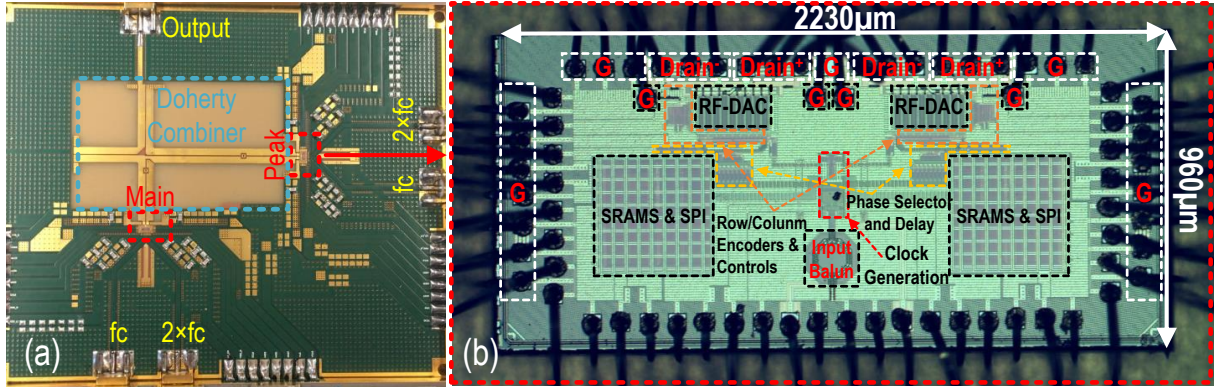 Output
Doherty
Combiner
Peak
2×fc
fc
Main
fc
2×fc
(a)
2230µm
960µm
G
Drain-
Drain+
G
Drain-
Drain+
G
G
G
G
G
RF-DAC
RF-DAC
G
G
SRAMS & SPI
SRAMS & SPI
Row/Column
Encoders &
Controls
Phase Selector
and Delay
Input
Balun
Clock
Generation
(b)